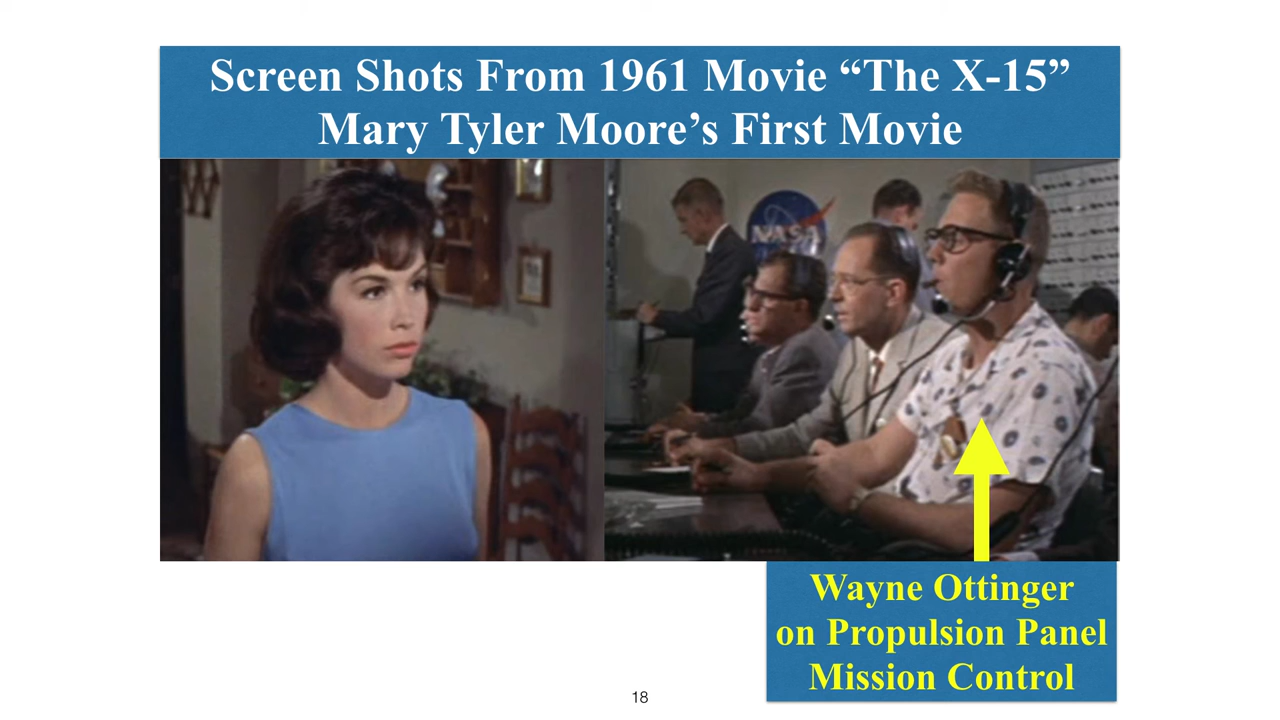 Screen Shots From 1961 Movie “The X-15”
Mary Tyler Moore’s First Movie
NASA
Wayne Ottinger
on Propulsion Panel
Mission Control
18